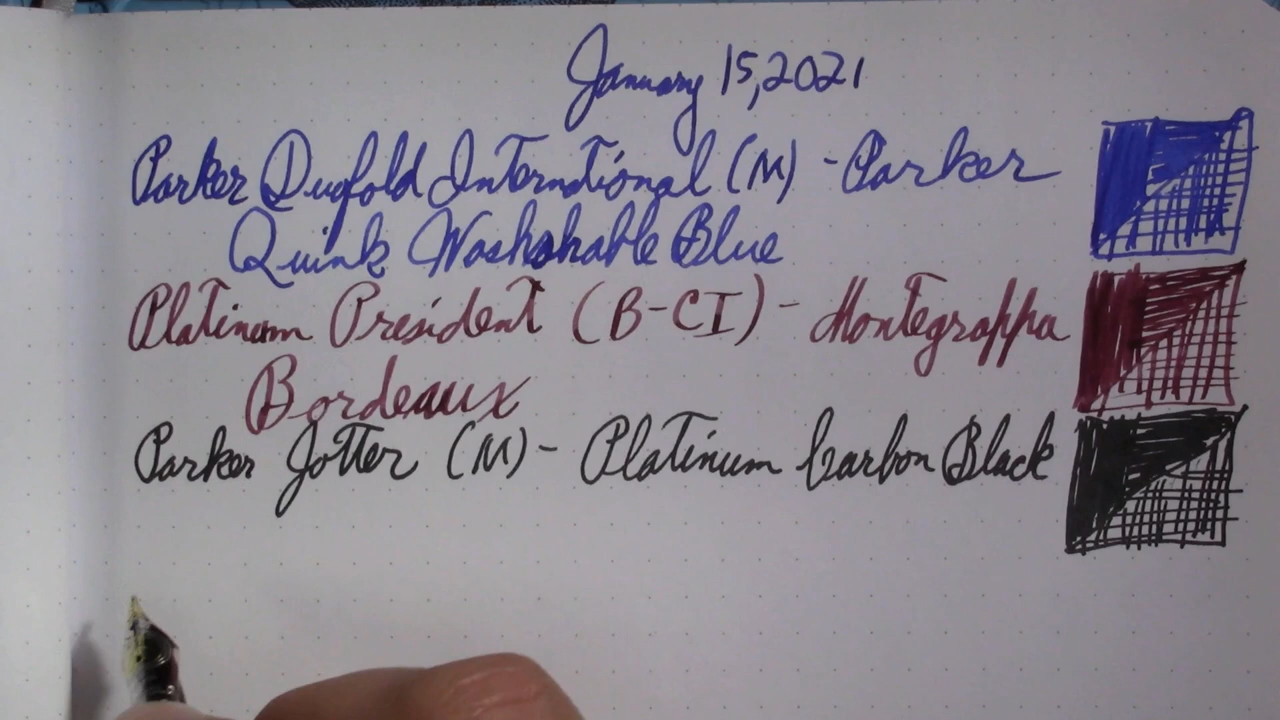 January 15, 2021
Parker Duofold International (M) - Parker
Quink Washable Blue
Platinum President (B-CI) - Montegrappa
Bordeaux
Parker Jotter (M) - Platinum Carbon Black